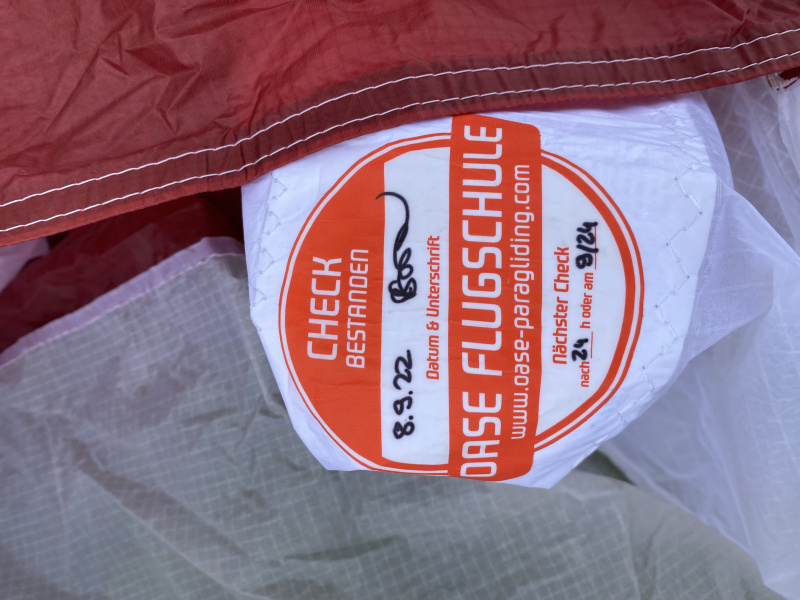 CHECK
BESTANDEN
8.9.22
Datum & Unterschrift
OASE FLUGSCHULE
www.oase-paragliding.com
Nächster Check
nach 24 h oder am 9/24